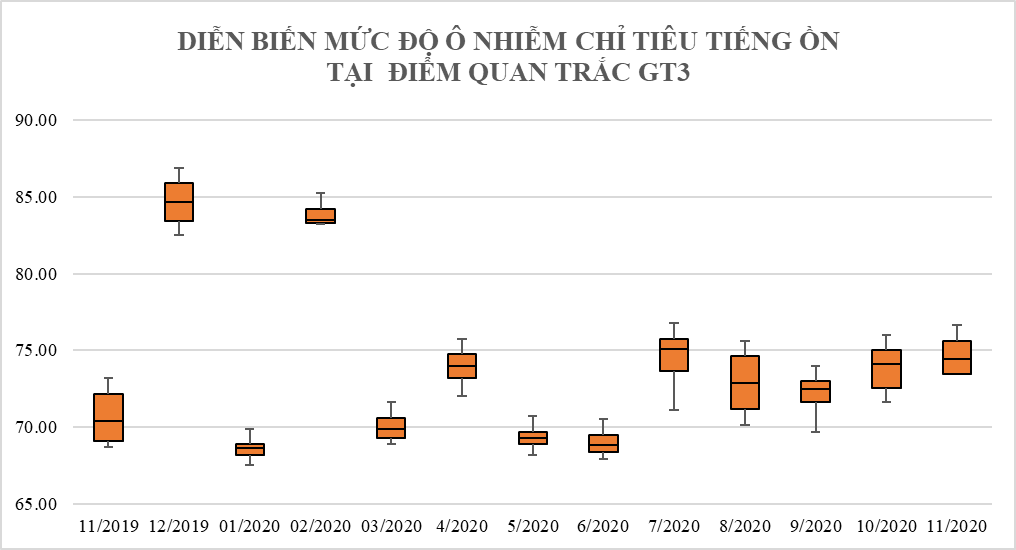 DIỄN BIẾN MỨC ĐỘ Ô NHIỄM CHỈ TIÊU TIẾNG ỒN
TẠI ĐIỂM QUAN TRẮC GT3
90.00
85.00
80.00
75.00
70.00
65.00
11/2019 12/2019 01/2020 02/2020 03/2020 4/2020 5/2020 6/2020 7/2020 8/2020 9/2020 10/2020 11/2020